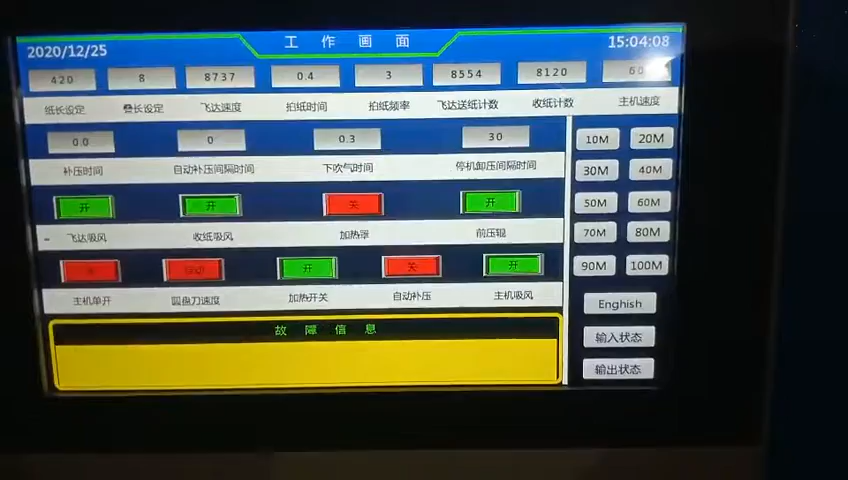 工 作 画 面
2020/12/25 15:04:08
420 8 8737 0.4 3 8554 8120 60
纸长设定 叠长设定 飞达速度 拍纸时间 拍纸频率 飞达送纸计数 收纸计数 主机速度
0.0 0 0.3 30
补压时间 自动补压间隔时间 下吹气时间 停机卸压间隔时间
开 开 关 开
飞达吸风 收纸吸风 加热罩 前压辊
开 关 开
主机单开 圆盘刀速度 加热开关 自动补压 主机吸风
故 障 信 息
10M 20M
30M 40M
50M 60M
70M 80M
90M 100M
Enghish
输入状态
输出状态